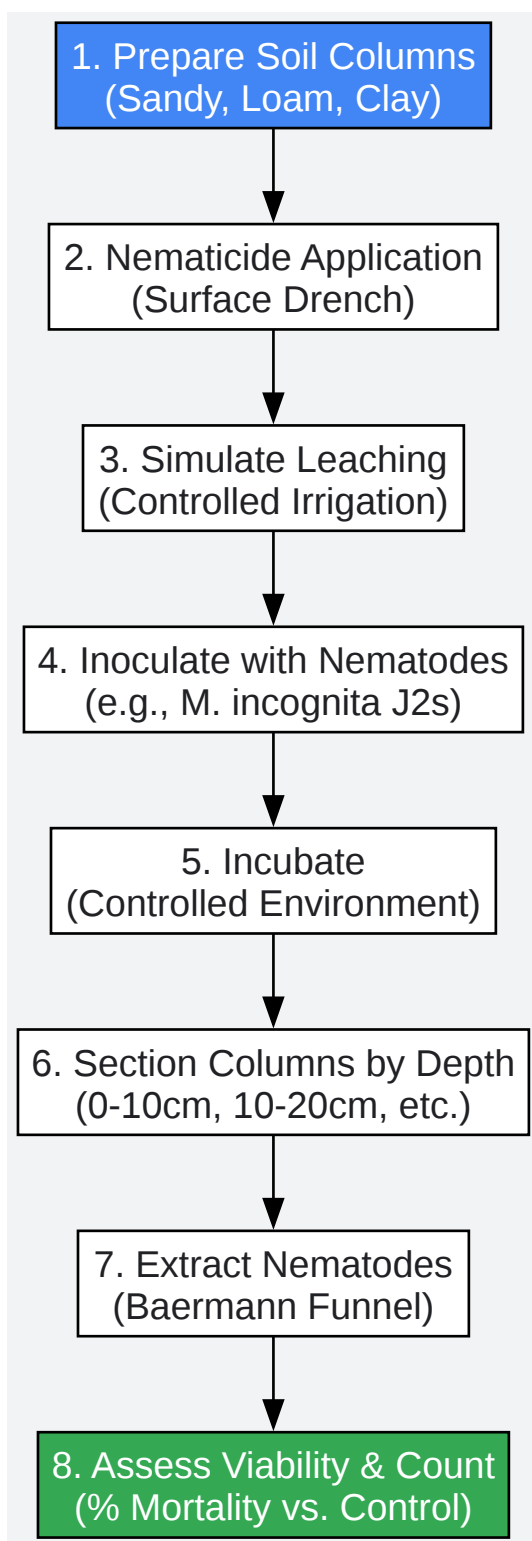 1. Prepare Soil Columns
(Sandy, Loam, Clay)
2. Nematicide Application
(Surface Drench)
3. Simulate Leaching
(Controlled Irrigation)
4. Inoculate with Nematodes
(e.g., M. incognita J2s)
5. Incubate
(Controlled Environment)
6. Section Columns by Depth
(0-10cm, 10-20cm, etc.)
7. Extract Nematodes
(Baermann Funnel)
8. Assess Viability & Count
(% Mortality vs. Control)